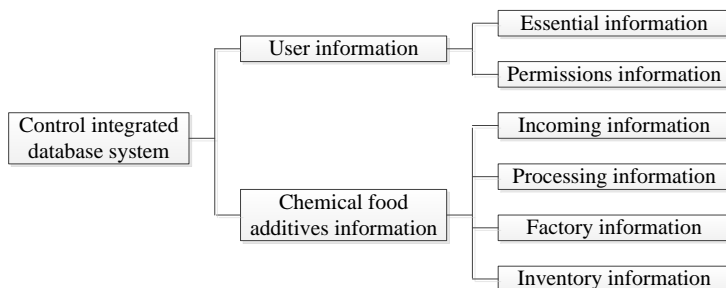 Control integrated
database system
User information
Essential information
Permissions information
Chemical food
additives information
Incoming information
Processing information
Factory information
Inventory information